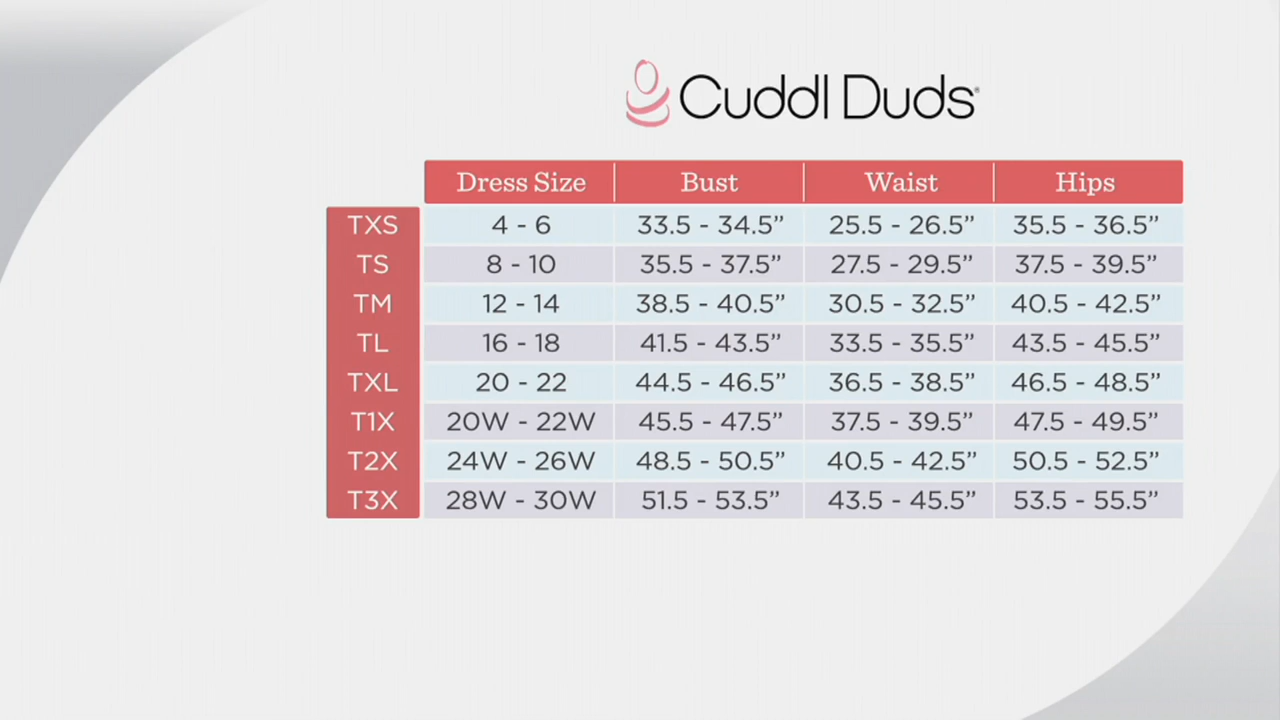 Cuddl Duds®
Dress Size Bust Waist Hips
TXS 4 - 6 33.5 - 34.5” 25.5 - 26.5” 35.5 - 36.5”
TS 8 - 10 35.5 - 37.5” 27.5 - 29.5” 37.5 - 39.5”
TM 12 - 14 38.5 - 40.5” 30.5 - 32.5” 40.5 - 42.5”
TL 16 - 18 41.5 - 43.5” 33.5 - 35.5” 43.5 - 45.5”
TXL 20 - 22 44.5 - 46.5” 36.5 - 38.5” 46.5 - 48.5”
T1X 20W - 22W 45.5 - 47.5” 37.5 - 39.5” 47.5 - 49.5”
T2X 24W - 26W 48.5 - 50.5” 40.5 - 42.5” 50.5 - 52.5”
T3X 28W - 30W 51.5 - 53.5” 43.5 - 45.5” 53.5 - 55.5”